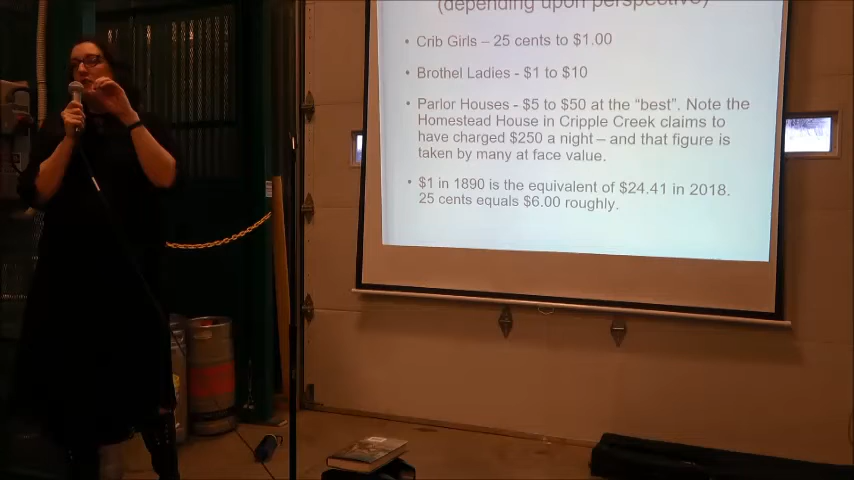 (depending upon perspective)
• Crib Girls – 25 cents to $1.00
• Brothel Ladies - $1 to $10
• Parlor Houses - $5 to $50 at the "best". Note the
Homestead House in Cripple Creek claims to
have charged $250 a night – and that figure is
taken by many at face value.
• $1 in 1890 is the equivalent of $24.41 in 2018.
25 cents equals $6.00 roughly.